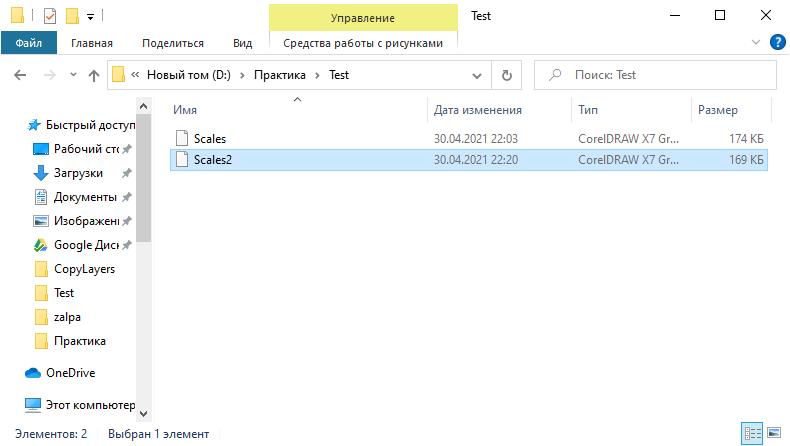 Управление
Test
Файл
Главная
Поделиться
Вид
Средства работы с рисунками
Новый том (D:)
Практика
Test
Поиск: Test
Имя
Дата изменения
Тип
Размер
Scales
30.04.2021 22:03
CorelDRAW X7 Gr...
174 КБ
Scales2
30.04.2021 22:20
CorelDRAW X7 Gr...
169 КБ
Быстрый доступ
Рабочий сто
Загрузки
Документы
Изображени
Google Диск
CopyLayers
Test
zalpa
Практика
OneDrive
Этот компьютер
Элементов: 2
Выбран 1 элемент